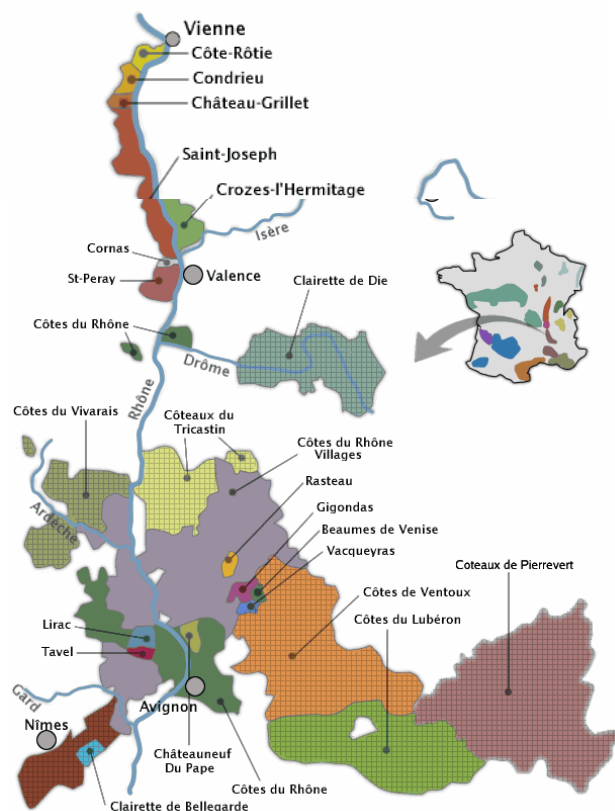 Vienne
Côte-Rôtie
Condrieu
Château-Grillet
Saint-Joseph
Crozes-l'Hermitage
Isère
Cornas
St-Peray
Valence
Clairette de Die
Côtes du Rhône
Drôme
Rhône
Côtes du Vivarais
Côteaux du
Tricastin
Côtes du Rhône
Villages
Rasteau
Gigondas
Beaumes de Venise
Vacqueyras
Ardèche
Coteaux de Pierrevert
Côtes de Ventoux
Côtes du Lubéron
Lirac
Tavel
Gard
Avignon
Nîmes
Châteauneuf
Du Pape
Côtes du Rhône
Clairette de Bellegarde